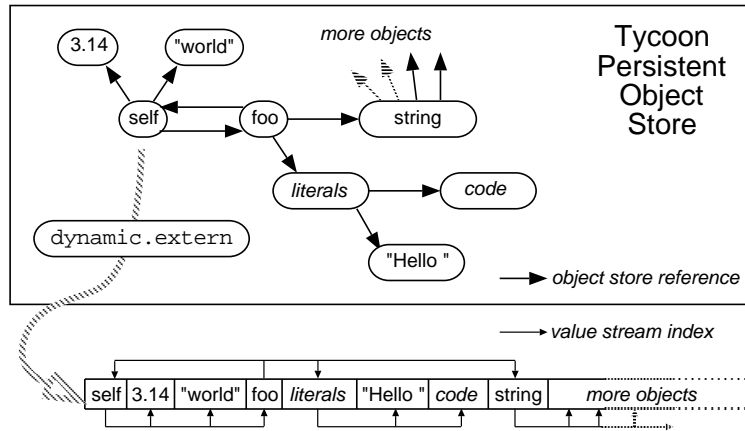 3.14
"world"
more objects
Tycoon
Persistent
Object
Store
self
foo
string
literals
code
dynamic.extern
"Hello "
object store reference
value stream index
self 3.14 "world" foo literals "Hello " code string more objects